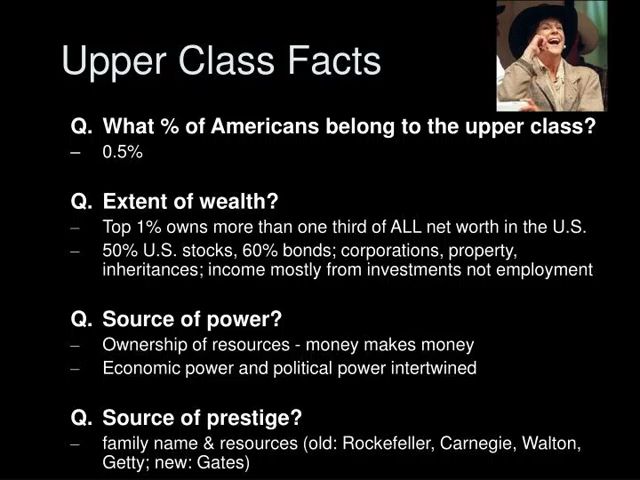 Upper Class Facts
Q. What % of Americans belong to the upper class?
– 0.5%
Q. Extent of wealth?
– Top 1% owns more than one third of ALL net worth in the U.S.
– 50% U.S. stocks, 60% bonds; corporations, property,
inheritances; income mostly from investments not employment
Q. Source of power?
– Ownership of resources - money makes money
– Economic power and political power intertwined
Q. Source of prestige?
– family name & resources (old: Rockefeller, Carnegie, Walton,
Getty; new: Gates)